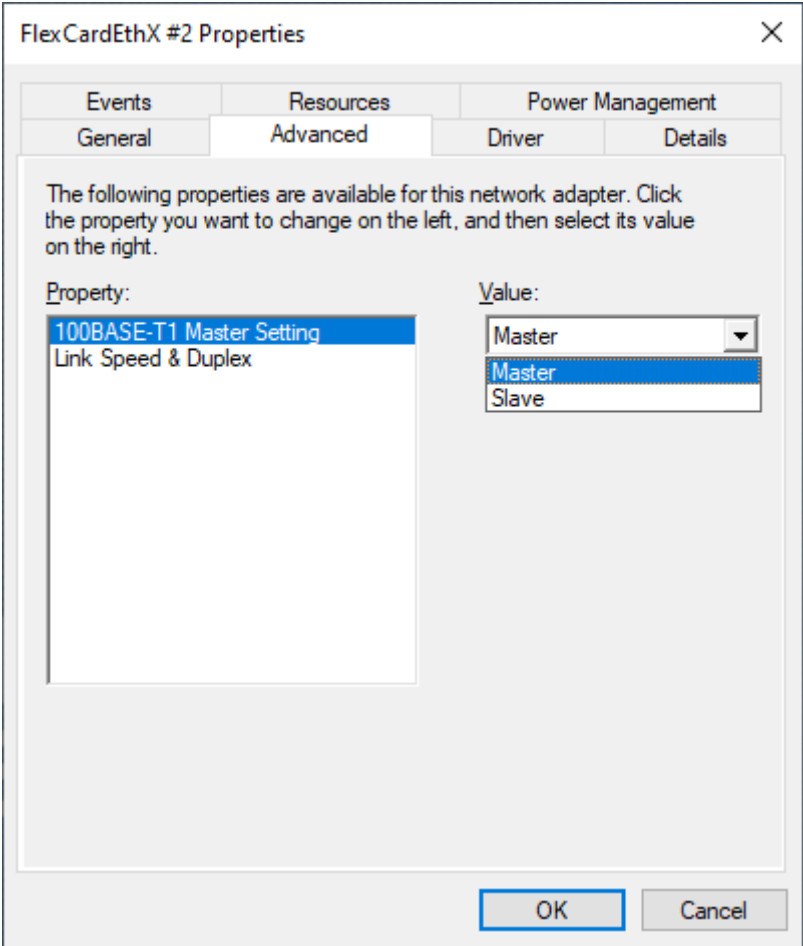 FlexCardEthX #2 Properties
Events Resources Power Management
General Advanced Driver Details
The following properties are available for this network adapter. Click
the property you want to change on the left, and then select its value
on the right.
Property: Value:
100BASE-T1 Master Setting Master
Link Speed & Duplex Master
Slave
OK Cancel